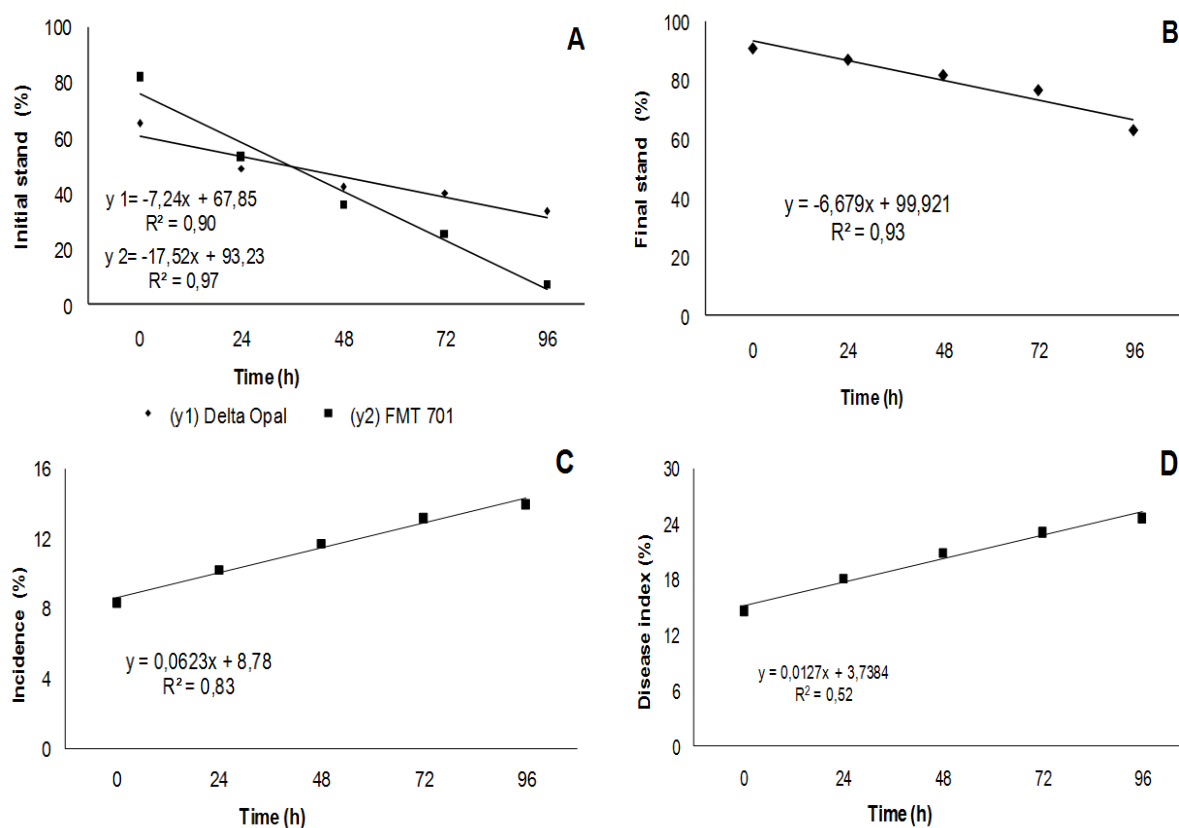 A
Initial stand (%)
100
80
60
40
20
0
y 1= -7,24x + 67,85
R² = 0,90
y 2= -17,52x + 93,23
R² = 0,97
0 24 48 72 96
Time (h)
(y1) Delta Opal (y2) FMT 701
B
Final stand (%)
100
80
60
40
20
0
y = -6,679x + 99,921
R² = 0,93
0 24 48 72 96
Time (h)
C
Incidence (%)
16
12
8
4
0
y = 0,0623x + 8,78
R² = 0,83
0 24 48 72 96
Time (h)
D
Disease index (%)
30
24
18
12
6
0
y = 0,0127x + 3,7384
R² = 0,52
0 24 48 72 96
Time (h)